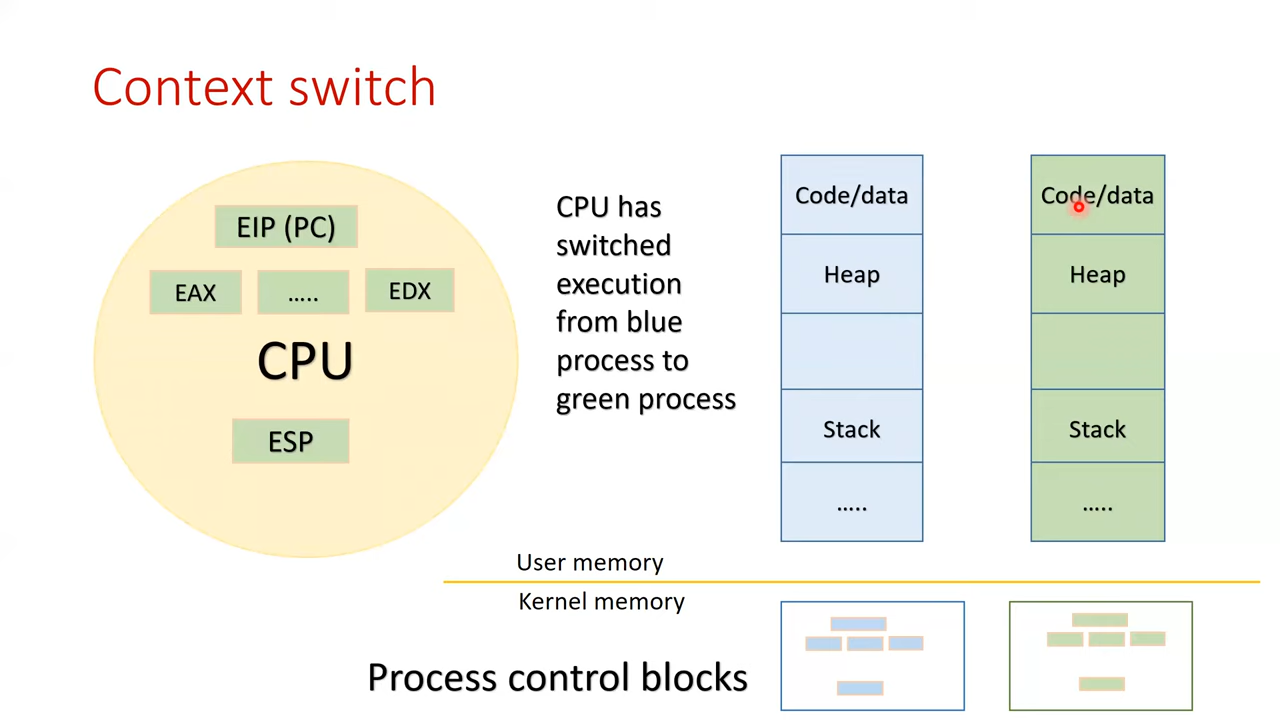 Context switch
EIP (PC)
EAX
.....
EDX
CPU
ESP
CPU has
switched
execution
from blue
process to
green process
Code/data
Heap
Stack
.....
Code/data
Heap
Stack
.....
User memory
Kernel memory
Process control blocks